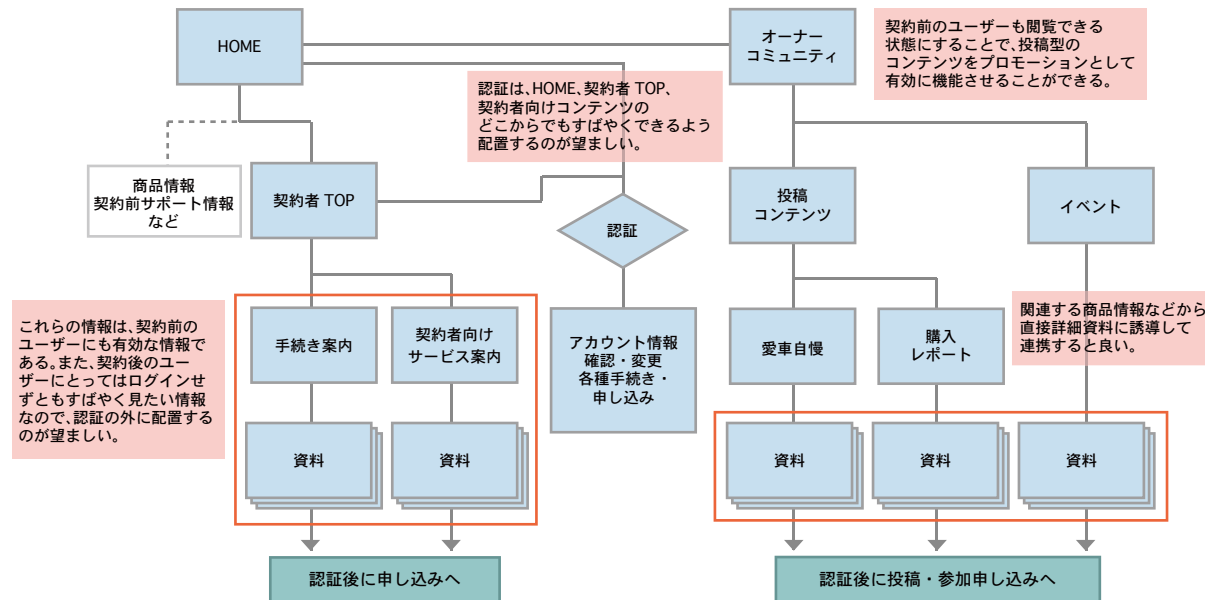 HOME
オーナー
コミュニティ
契約前のユーザーも閲覧できる
状態にすることで、投稿型の
コンテンツをプロモーションとして
有効に機能させることができる。
認証は、HOME、契約者 TOP、
契約者向けコンテンツの
どこからでもすばやくできるよう
配置するのが望ましい。
商品情報
契約前サポート情報
など
契約者 TOP
認証
投稿
コンテンツ
イベント
これらの情報は、契約前の
ユーザーにも有効な情報で
ある。また、契約後のユー
ザーにとってはログインせ
ずともすばやく見たい情報
なので、認証の外に配置する
のが望ましい。
手続き案内
契約者向け
サービス案内
アカウント情報
確認・変更
各種手続き・
申し込み
愛車自慢
購入
レポート
関連する商品情報などから
直接詳細資料に誘導して
連携すると良い。
資料
資料
資料
資料
資料
認証後に申し込みへ
認証後に投稿・参加申し込みへ